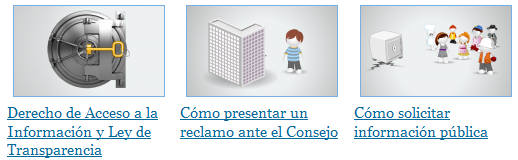 Derecho de Acceso a la
Información y Ley de
Transparencia
Cómo presentar un
reclamo ante el Consejo
Cómo solicitar
información pública